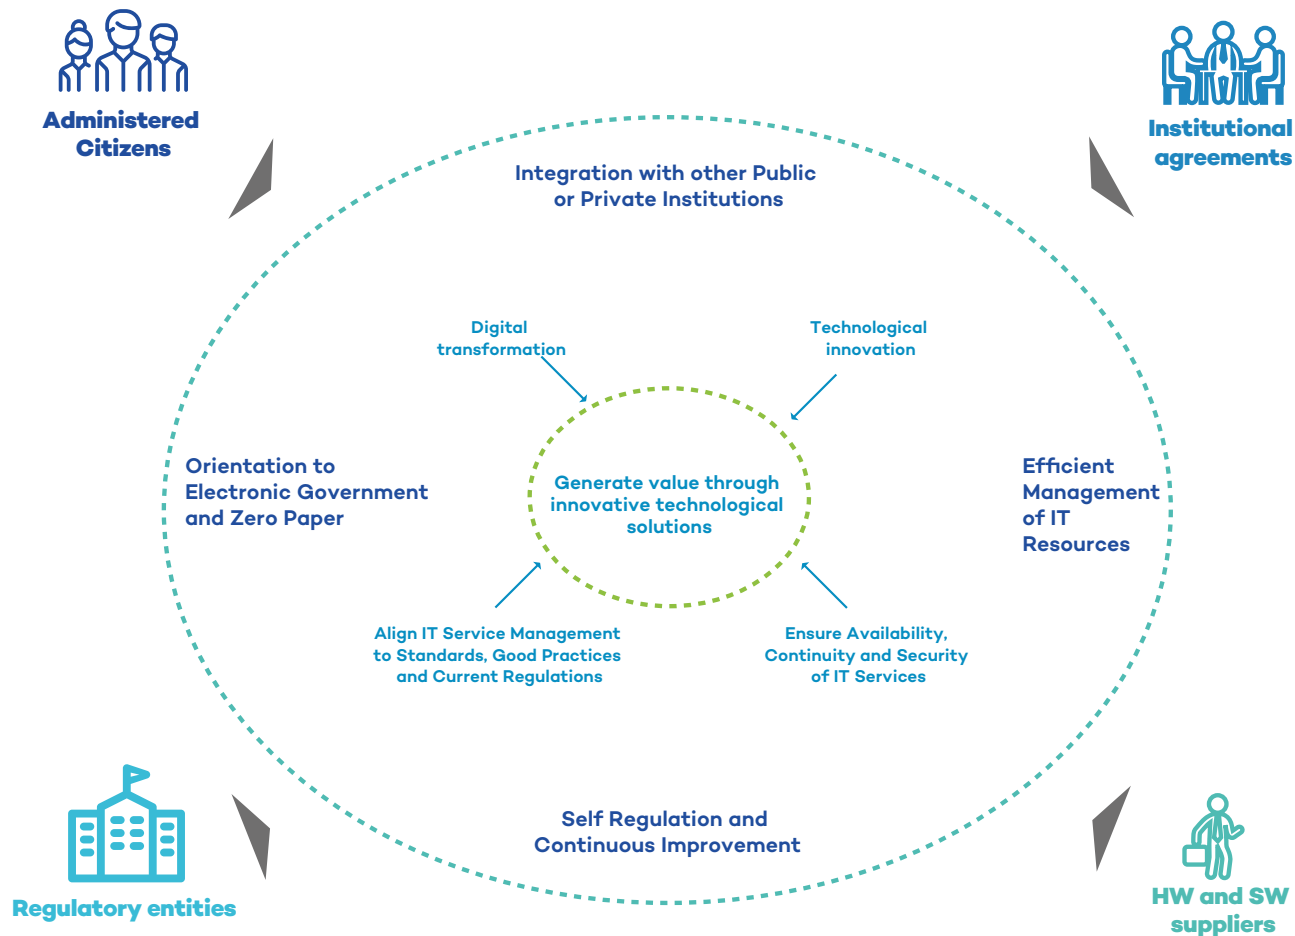 Administered
Citizens
Institutional
agreements
Integration with other Public
or Private Institutions
Digital
transformation
Technological
innovation
Orientation to
Electronic Government
and Zero Paper
Generate value through
innovative technological
solutions
Efficient
Management
of IT
Resources
Align IT Service Management
to Standards, Good Practices
and Current Regulations
Ensure Availability,
Continuity and Security
of IT Services
Self Regulation and
Continuous Improvement
Regulatory entities
HW and SW
suppliers